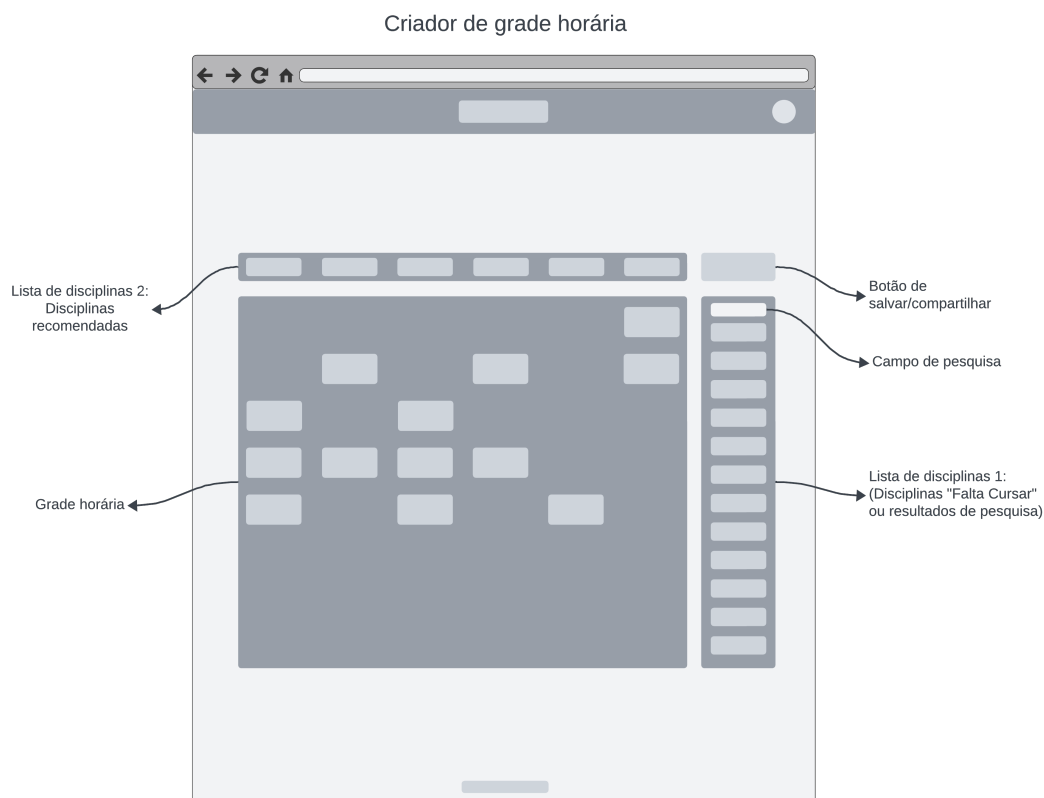 Criador de grade horária
Lista de disciplinas 2:
Disciplinas
recomendadas
Botão de
salvar/compartilhar
Campo de pesquisa
Grade horária
Lista de disciplinas 1:
(Disciplinas "Falta Cursar"
ou resultados de pesquisa)